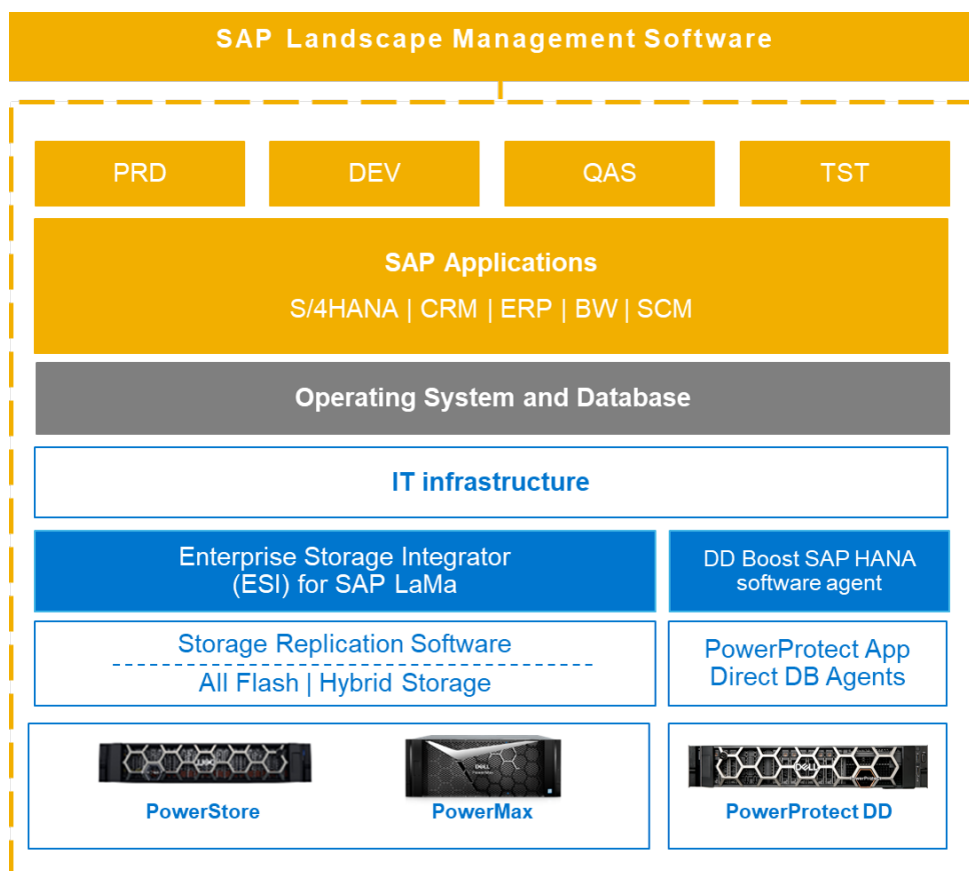 SAP Landscape Management Software
PRD
DEV
QAS
TST
SAP Applications
S/4HANA | CRM | ERP | BW | SCM
Operating System and Database
IT infrastructure
Enterprise Storage Integrator
(ESI) for SAP LaMa
DD Boost SAP HANA
software agent
Storage Replication Software
All Flash | Hybrid Storage
PowerProtect App
Direct DB Agents
DELL
DELL
PowerStore
PowerMax
PowerProtect DD